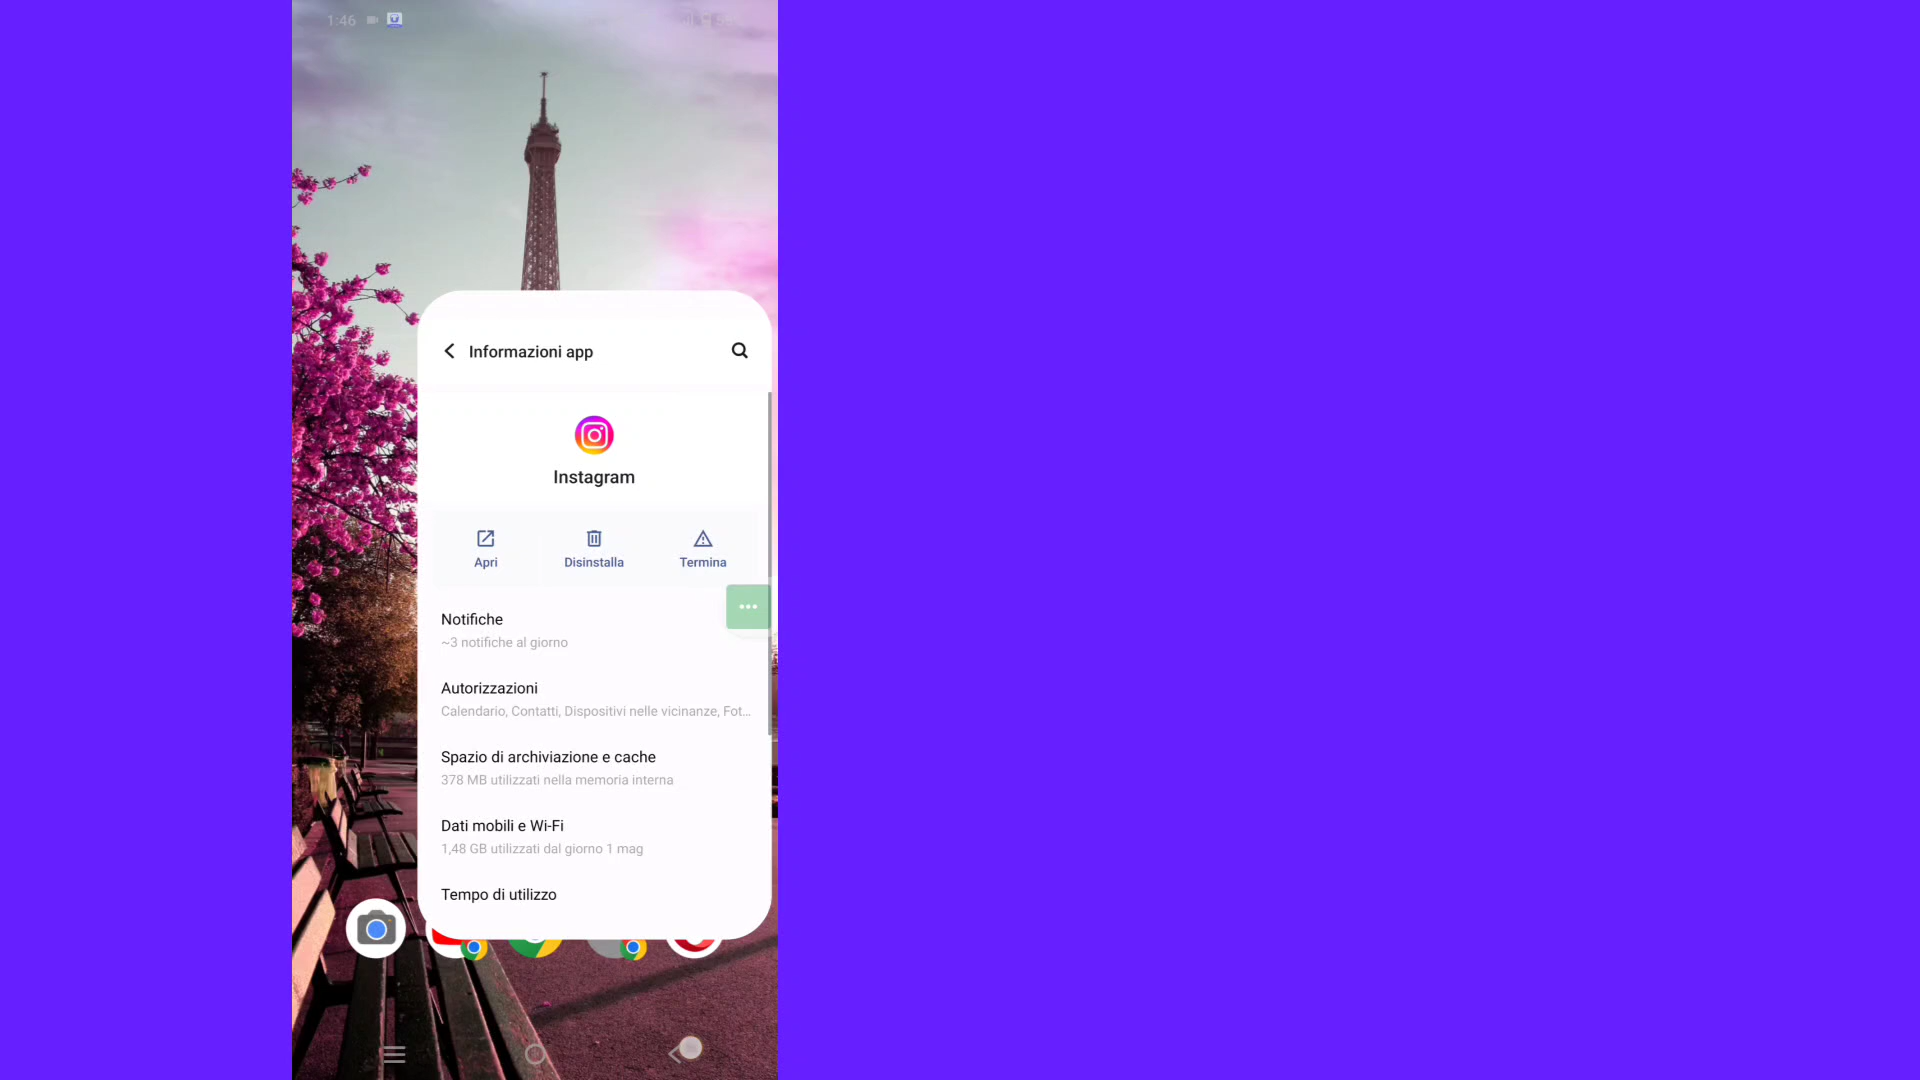 1:46
Informazioni app
Instagram
Apri
Disinstalla
Termina
Notifiche
~3 notifiche al giorno
Autorizzazioni
Calendario, Contatti, Dispositivi nelle vicinanze, Fot...
Spazio di archiviazione e cache
378 MB utilizzati nella memoria interna
Dati mobili e Wi-Fi
1,48 GB utilizzati dal giorno 1 mag
Tempo di utilizzo